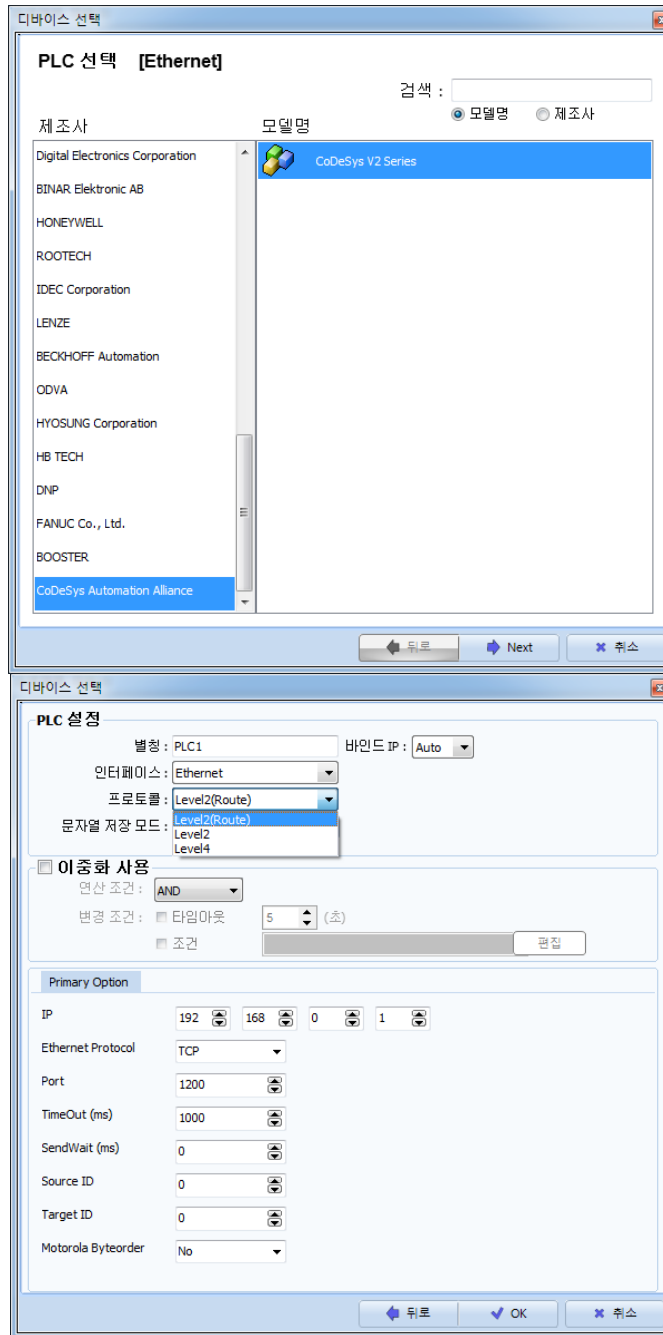 디바이스 선택
PLC 선택 [Ethernet]
검색 :
모델명 제조사
제조사 모델명
Digital Electronics Corporation
BINAR Elektronic AB
HONEYWELL
ROOTECH
IDEC Corporation
LENZE
BECKHOFF Automation
ODVA
HYOSUNG Corporation
HB TECH
DNP
FANUC Co., Ltd.
BOOSTER
CoDeSys Automation Alliance
CoDeSys V2 Series
뒤로 Next 취소
디바이스 선택
PLC 설정
별칭 : PLC1 바인드 IP : Auto
인터페이스 : Ethernet
프로토콜 : Level2(Route)
문자열 저장 모드 : Level2(Route)
Level2
Level4
이중화 사용
연산 조건 : AND
변경 조건 : 타임아웃 5 (초)
조건 편집
Primary Option
IP 192 168 0 1
Ethernet Protocol TCP
Port 1200
TimeOut (ms) 1000
SendWait (ms) 0
Source ID 0
Target ID 0
Motorola Byteorder No
뒤로 OK 취소